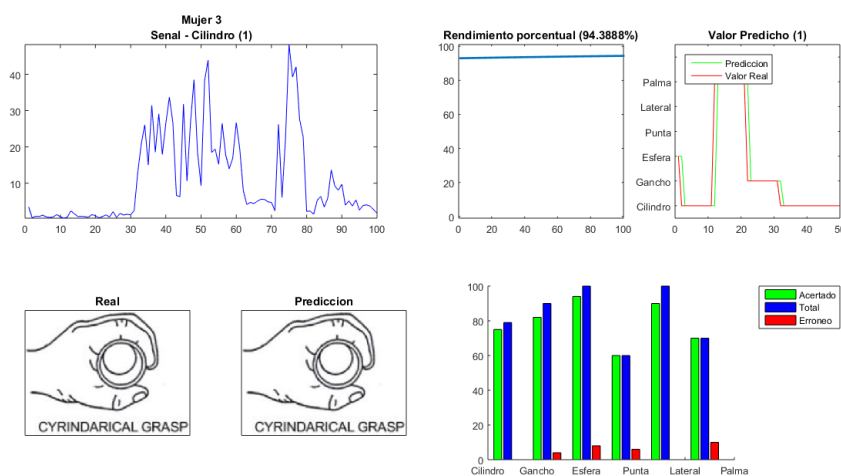 Mujer 3
Senal - Cilindro (1)
40
30
20
10
0 10 20 30 40 50 60 70 80 90 100
Rendimiento porcentual (94.3888%)
100
80
60
40
20
0
0 20 40 60 80 100
Valor Predicho (1)
Prediccion
Valor Real
Palma
Lateral
Punta
Esfera
Gancho
Cilindro
0 10 20 30 40 50
Real
CYRINDARICAL GRASP
Prediccion
CYRINDARICAL GRASP
100
80
60
40
20
0
Cilindro Gancho Esfera Punta Lateral Palma
Acertado
Total
Erroneo